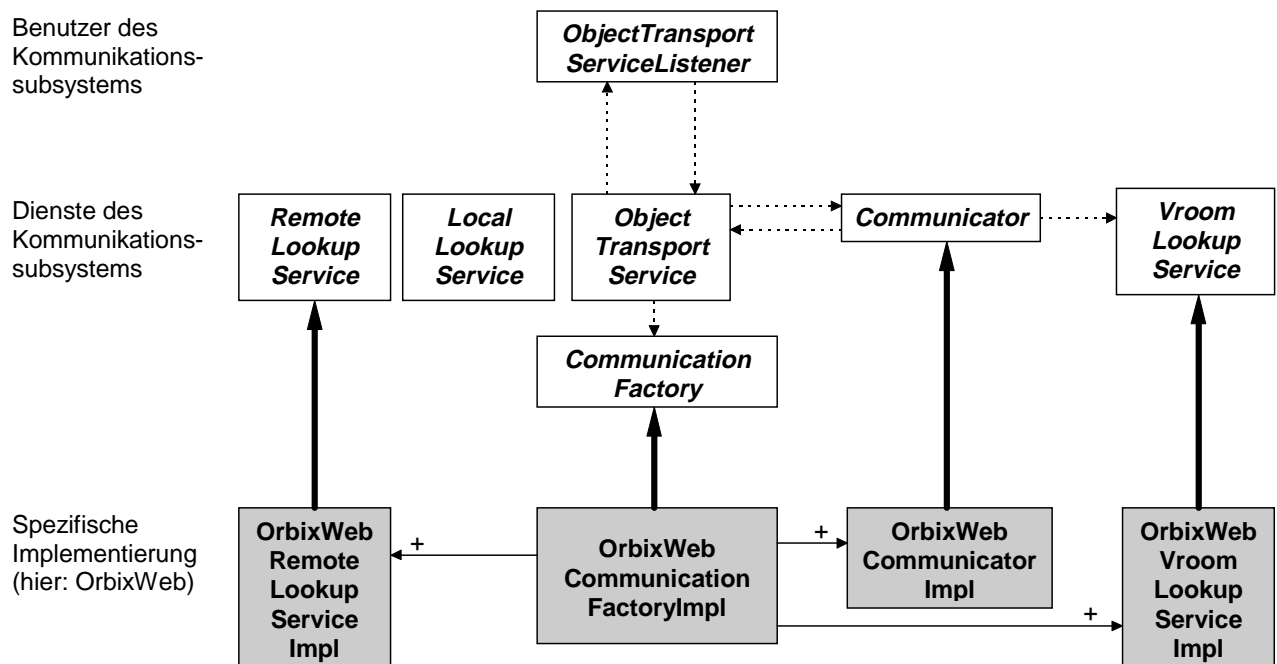 Benutzer des
Kommunikations-
subsystems
ObjectTransport
ServiceListener
Dienste des
Kommunikations-
subsystems
Remote
Lookup
Service
Local
Lookup
Service
Object
Transport
Service
Communicator
Vroom
Lookup
Service
Communication
Factory
Spezifische
Implementierung
(hier: OrbixWeb)
OrbixWeb
Remote
Lookup
Service
Impl
+
OrbixWeb
Communication
FactoryImpl
+
OrbixWeb
Communicator
Impl
+
OrbixWeb
Vroom
Lookup
Service
Impl